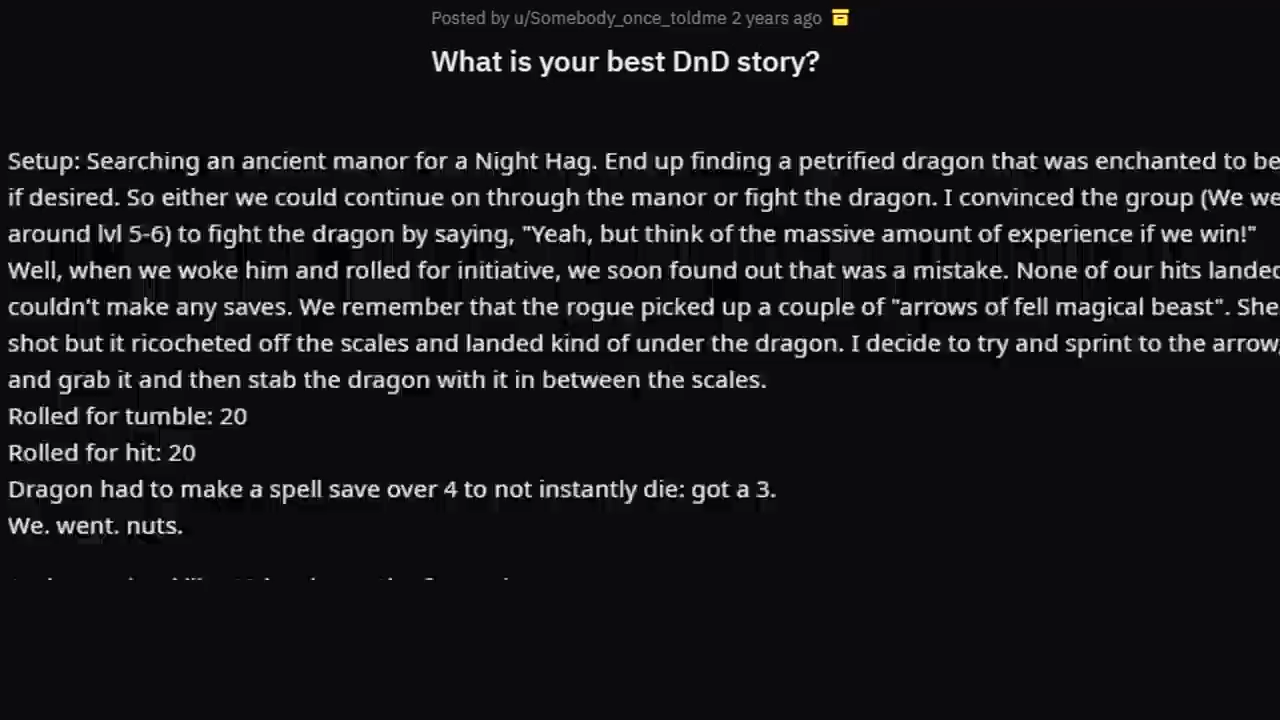 Posted by u/Somebody_once_toldme 2 years ago
What is your best DnD story?
Setup: Searching an ancient manor for a Night Hag. End up finding a petrified dragon that was enchanted to be
if desired. So either we could continue on through the manor or fight the dragon. I convinced the group (We we
around lvl 5-6) to fight the dragon by saying, "Yeah, but think of the massive amount of experience if we win!"
Well, when we woke him and rolled for initiative, we soon found out that was a mistake. None of our hits landed
couldn't make any saves. We remember that the rogue picked up a couple of "arrows of fell magical beast". She
shot but it ricocheted off the scales and landed kind of under the dragon. I decide to try and sprint to the arrow,
and grab it and then stab the dragon with it in between the scales.
Rolled for tumble: 20
Rolled for hit: 20
Dragon had to make a spell save over 4 to not instantly die: got a 3.
We. went. nuts.